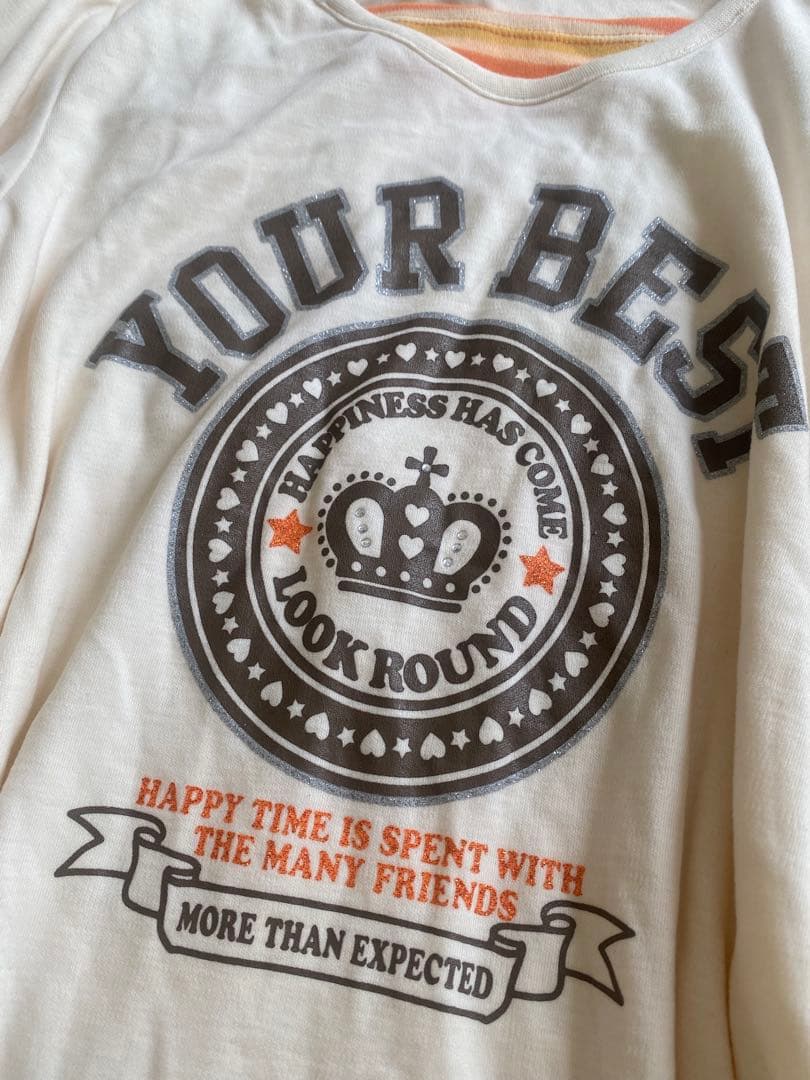 YOUR BEST
HAPPINESS HAS COME
LOOK ROUND
HAPPY TIME IS SPENT WITH
THE MANY FRIENDS
MORE THAN EXPECTED